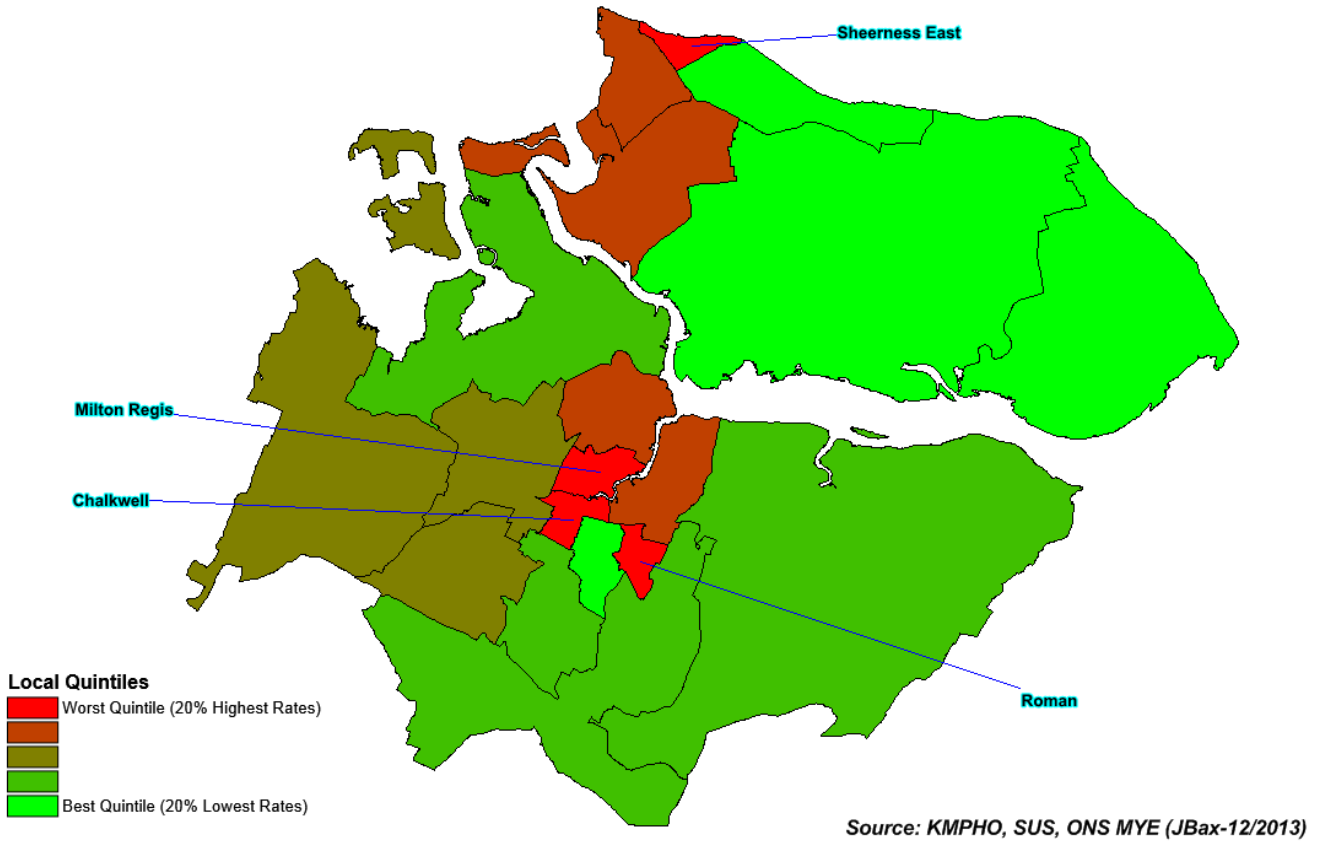 Sheerness East
Milton Regis
Chalkwell
Roman
Local Quintiles
Worst Quintile (20% Highest Rates)
Best Quintile (20% Lowest Rates)
Source: KMPHO, SUS, ONS MYE (JBax-12/2013)